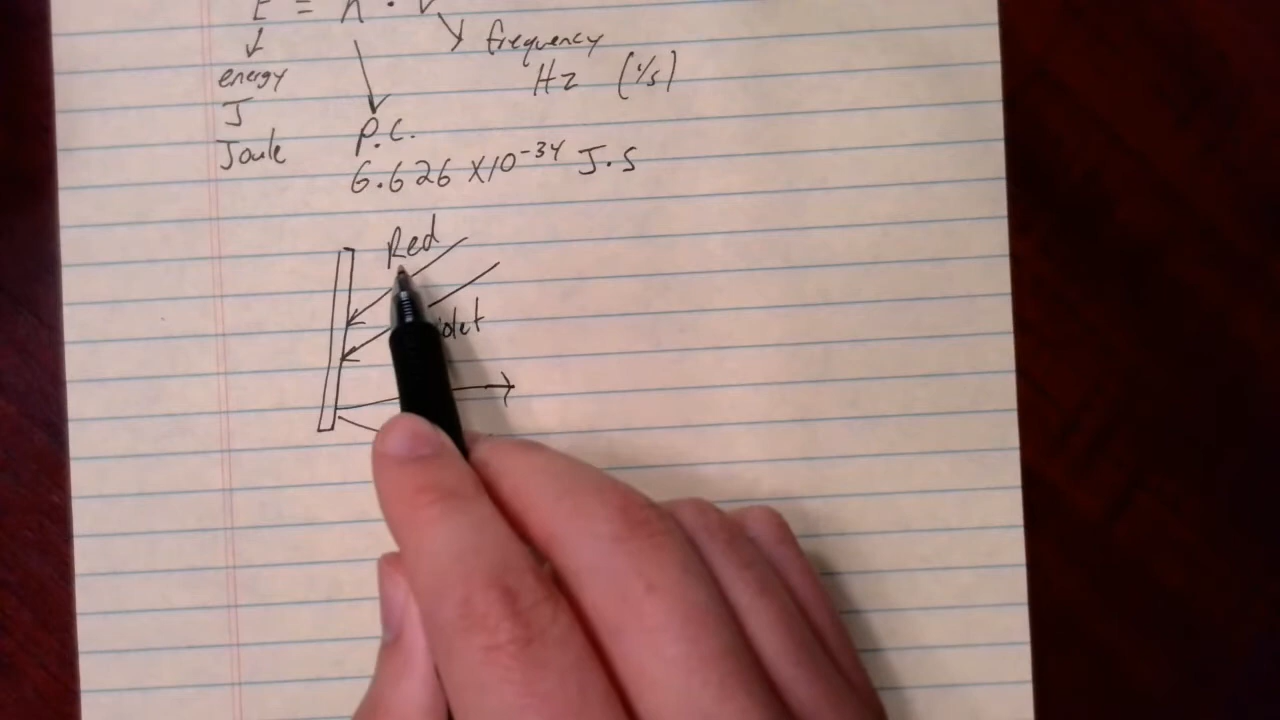 E = h · ν
frequency
energy
Hz (1/s)
J
P.C.
Joule
6.626 x10-34 J.s
Red